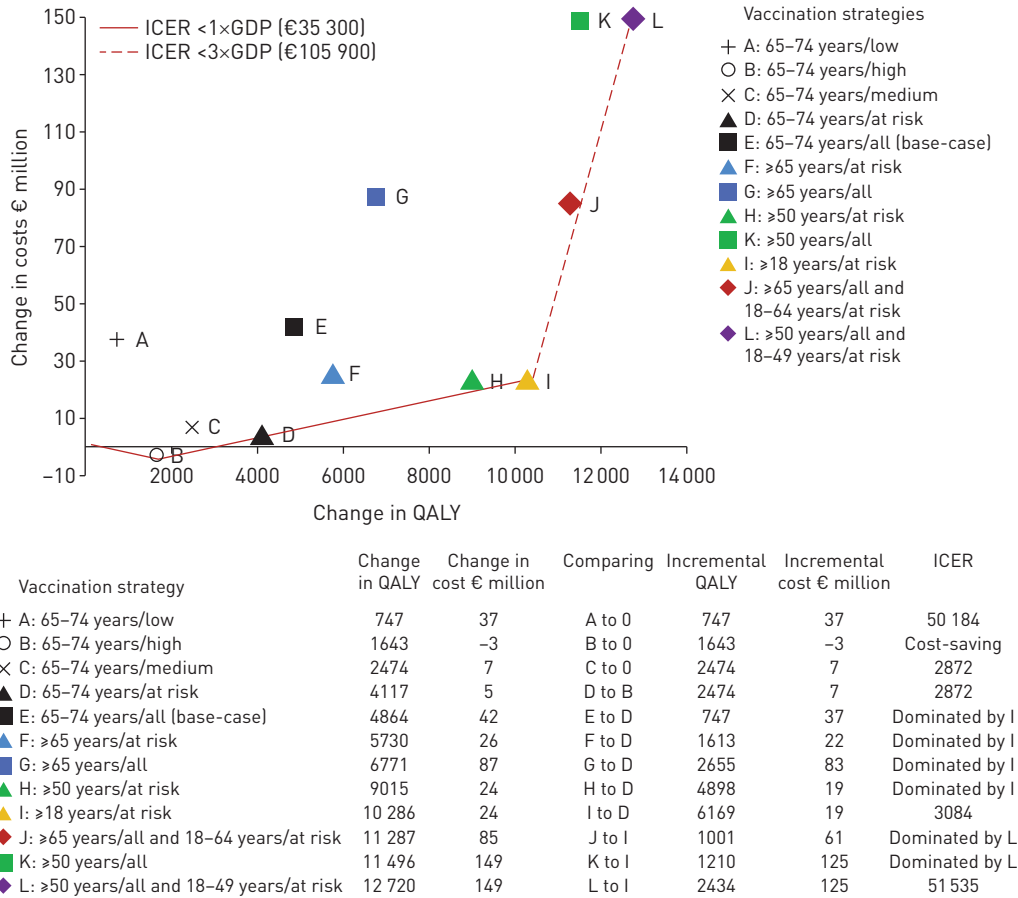 150
130
110
90
70
50
30
10
–10
Change in costs € million
ICER <1×GDP (€35 300)
ICER <3×GDP (€105 900)
A
B
C
D
E
F
G
H
I
J
K
L
2000 4000 6000 8000 10 000 12 000 14 000
Change in QALY
Vaccination strategies
A: 65–74 years/low
B: 65–74 years/high
C: 65–74 years/medium
D: 65–74 years/at risk
E: 65–74 years/all (base-case)
F: ≥65 years/at risk
G: ≥65 years/all
H: ≥50 years/at risk
K: ≥50 years/all
I: ≥18 years/at risk
J: ≥65 years/all and
18–64 years/at risk
L: ≥50 years/all and
18–49 years/at risk
Change Change in Comparing Incremental Incremental ICER
Vaccination strategy in QALY cost € million QALY cost € million
A: 65–74 years/low 747 37 A to 0 747 37 50 184
B: 65–74 years/high 1643 –3 B to 0 1643 –3 Cost-saving
C: 65–74 years/medium 2474 7 C to 0 2474 7 2872
D: 65–74 years/at risk 4117 5 D to B 2474 7 2872
E: 65–74 years/all (base-case) 4864 42 E to D 747 37 Dominated by I
F: ≥65 years/at risk 5730 26 F to D 1613 22 Dominated by I
G: ≥65 years/all 6771 87 G to D 2655 83 Dominated by I
H: ≥50 years/at risk 9015 24 H to D 4898 19 Dominated by I
I: ≥18 years/at risk 10 286 24 I to D 6169 19 3084
J: ≥65 years/all and 18–64 years/at risk 11 287 85 J to I 1001 61 Dominated by L
K: ≥50 years/all 11 496 149 K to I 1210 125 Dominated by L
L: ≥50 years/all and 18–49 years/at risk 12 720 149 L to I 2434 125 51 535